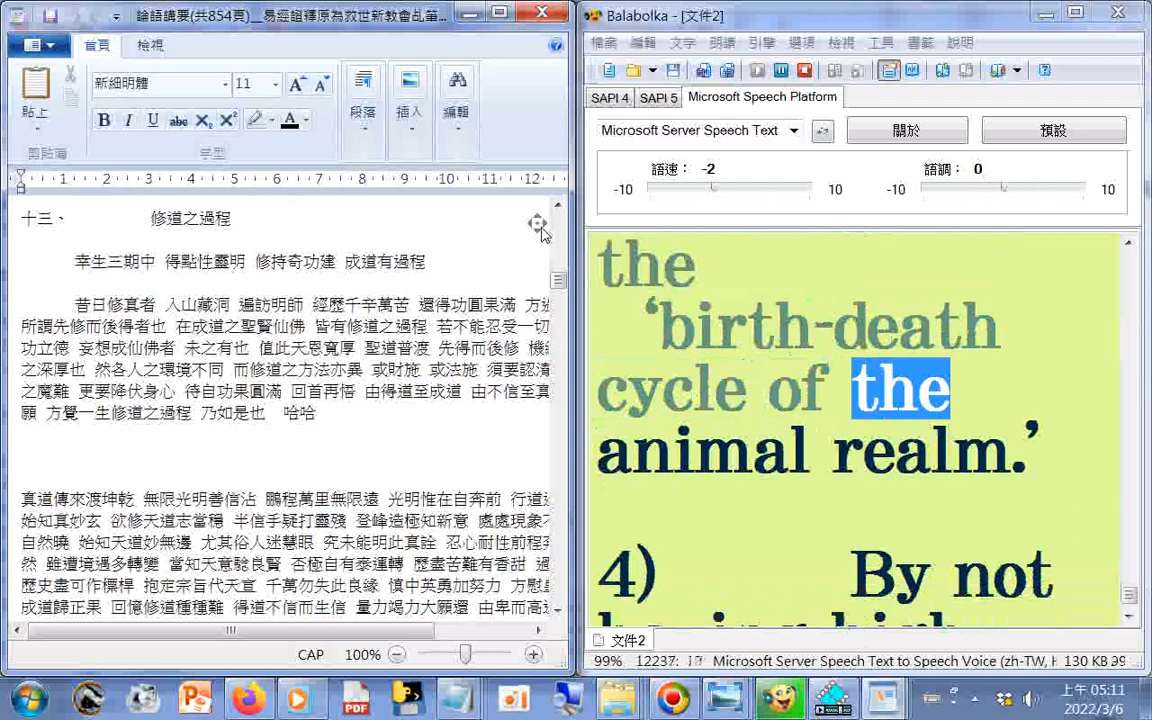 論語講要(共854頁)__易經證釋原為救世新教會乩筆...
首頁
檢視
新細明體
11
貼上
B I U abc X₂ X²
A
段落
插入
編輯
剪貼簿
字型
1 2 3 4 5 6 7 8 9 10 11 12
十三、 修道之過程
幸生三期中 得點性靈明 修持奇功建 成道有過程
昔日修真者 入山藏洞 遍訪明師 經歷千辛萬苦 還得功圓果滿 方
所謂先修而後得者也 在成道之聖賢仙佛 皆有修道之過程 若不能忍受一切
功立德 妄想成仙佛者 未之有也 值此天恩寬厚 聖道普渡 先得而後修 機
之深厚也 然各人之環境不同 而修道之方法亦異 或財施 或法施 須要認清
之魔難 更要降伏身心 待自功果圓滿 回首再悟 由得道至成道 由不信至真
願 方覺一生修道之過程 乃如是也 哈哈
真道傳來渡坤乾 無限光明善信沾 鵬程萬里無限遠 光明惟在自奔前 行道
始知真妙玄 欲修天道志當穩 半信半疑打靈殘 登峰造極知新意 處處現象
自然曉 始知天道妙無邊 尤其俗人迷慧眼 究未能明此真詮 忍心耐性前程
然 雖遭境遇多轉變 當知天意驗良賢 否極自有泰運轉 歷盡苦難有香甜
歷史盡可作標桿 抱定宗旨代天宣 千萬勿失此良緣 慎中英勇加努力 方慰
成道歸正果 回憶修道種種難 得道不信而生信 量力竭力大願還 由卑而高
CAP 100%
Balabolka - [文件2]
檔案 編輯 文字 朗讀 引擎 選項 檢視 工具 書籤 說明
SAPI 4 SAPI 5 Microsoft Speech Platform
Microsoft Server Speech Text
關於
預設
語速： -2
語調： 0
-10 10 -10 10
the
‘birth-death
cycle of the
animal realm.’
4) By not
文件2
99% Microsoft Server Speech Text to Speech Voice (zh-TW, H 130 KB
上午 05:11
2022/3/6